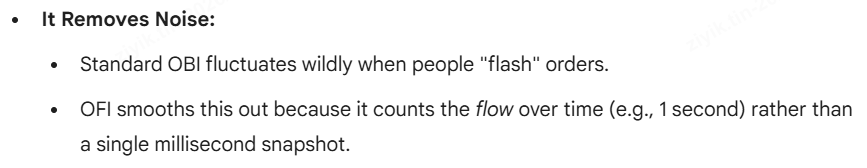 • It Removes Noise:
• Standard OBI fluctuates wildly when people "flash" orders.
• OFI smooths this out because it counts the flow over time (e.g., 1 second) rather than
a single millisecond snapshot.